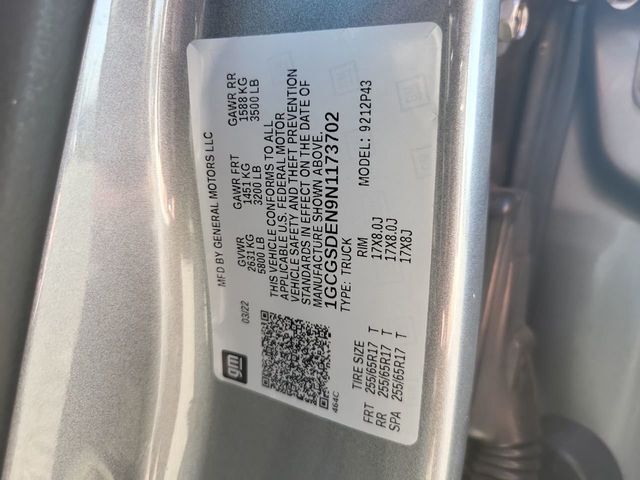 gm
MFD BY GENERAL MOTORS LLC
03/22 GVWR GAWR FRT GAWR RR
2631 KG 1451 KG 1588 KG
5800 LB 3200 LB 3500 LB
THIS VEHICLE CONFORMS TO ALL
APPLICABLE U.S. FEDERAL MOTOR
VEHICLE SAFETY AND THEFT PREVENTION
STANDARDS IN EFFECT ON THE DATE OF
MANUFACTURE SHOWN ABOVE.
1GCGSDEN9N1173702
464C
TYPE: TRUCK MODEL: 9212P43
TIRE SIZE RIM
FRT 255/65R17 T 17X8.0J
RR 255/65R17 T 17X8.0J
SPA 255/65R17 T 17X8J